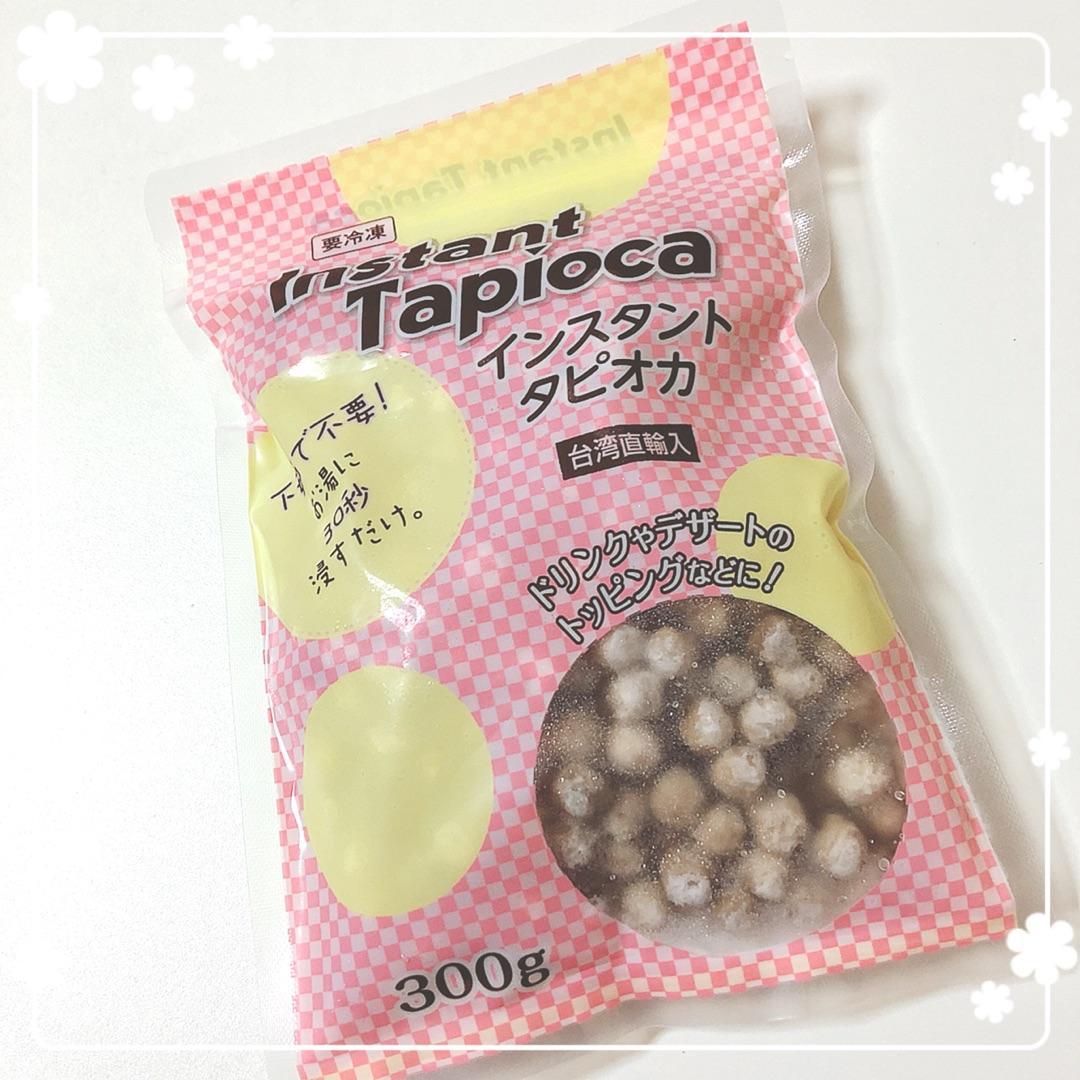 要冷凍
Instant
Tapioca
インスタント
タピオカ
台湾直輸入
で不要!
お湯に
30秒
浸すだけ。
ドリンクやデザートの
トッピングなどに!
300g